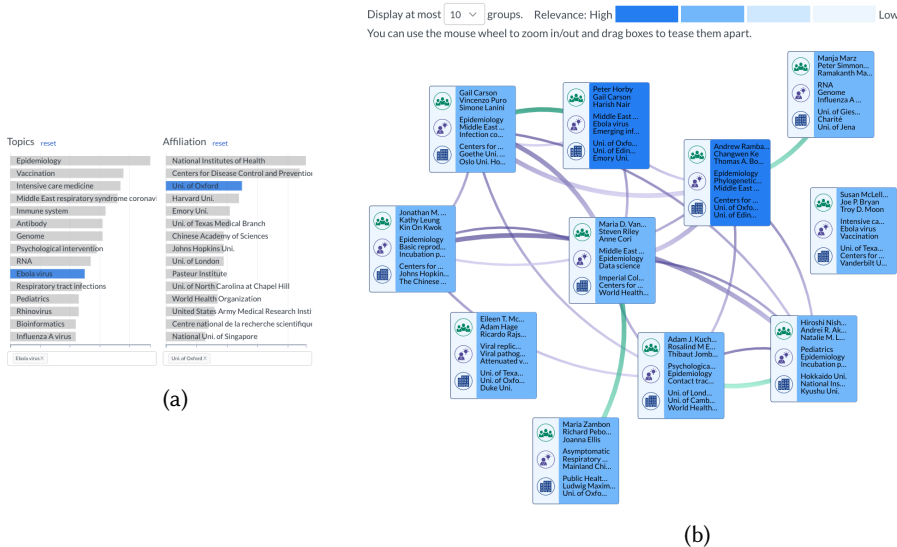 Display at most 10 groups. Relevance: High Low
You can use the mouse wheel to zoom in/out and drag boxes to tease them apart.
Topics reset
Epidemiology
Vaccination
Intensive care medicine
Middle East respiratory syndrome coronavi
Immune system
Antibody
Genome
Psychological intervention
RNA
Ebola virus
Respiratory tract infections
Pediatrics
Rhinovirus
Bioinformatics
Influenza A virus
Ebola virus X
Affiliation reset
National Institutes of Health
Centers for Disease Control and Prevention
Uni. of Oxford
Harvard Uni.
Emory Uni.
Uni. of Texas Medical Branch
Chinese Academy of Sciences
Johns Hopkins Uni.
Uni. of London
Pasteur Institute
Uni. of North Carolina at Chapel Hill
World Health Organization
United States Army Medical Research Insti
Centre national de la recherche scientifique
National Uni. of Singapore
Uni. of Oxford X
(a)
Gail Carson
Vincenzo Puro
Simone Lanini
Epidemiology
Middle East ...
Infection co...
Centers for ...
Goethe Uni. ...
Oslo Uni. Ho...
Peter Horby
Gail Carson
Harish Nair
Middle East ...
Ebola virus
Emerging inf...
Uni. of Oxfo...
Uni. of Edin...
Emory Uni.
Manja Marz
Peter Simmon...
Ramakanth Ma...
RNA
Genome
Influenza A ...
Uni. of Gies...
Charité
Uni. of Jena
Andrew Ramba...
Changwen Ke
Thomas A. Bo...
Epidemiology
Phylogenetic...
Middle East ...
Centers for ...
Uni. of Oxfo...
Uni. of Edin...
Susan McLell...
Joe P. Bryan
Troy D. Moon
Intensive ca...
Ebola virus
Vaccination
Uni. of Texa...
Centers for ...
Vanderbilt U...
Jonathan M. ...
Kathy Leung
Kin On Kwok
Epidemiology
Basic reprod...
Incubation p...
Centers for ...
Johns Hopkin...
The Chinese ...
Maria D. Van...
Steven Riley
Anne Cori
Middle East ...
Epidemiology
Data science
Imperial Col...
Centers for ...
World Health...
Eileen T. Mc...
Adam Hage
Ricardo Rajs...
Viral replic...
Viral pathog...
Attenuated v...
Uni. of Texa...
Uni. of Oxfo...
Duke Uni.
Adam J. Kuch...
Rosalind M E...
Thibaut Jomb...
Psychologica...
Epidemiology
Contact trac...
Uni. of Lond...
Uni. of Camb...
World Health...
Hiroshi Nish...
Andrei R. Ak...
Natalie M. L...
Pediatrics
Epidemiology
Incubation p...
Hokkaido Uni.
National Ins...
Kyushu Uni.
Maria Zambon
Richard Pebo...
Joanna Ellis
Asymptomatic
Respiratory ...
Mainland Chi...
Public Healt...
Ludwig Maxim...
Uni. of Oxfo...
(b)